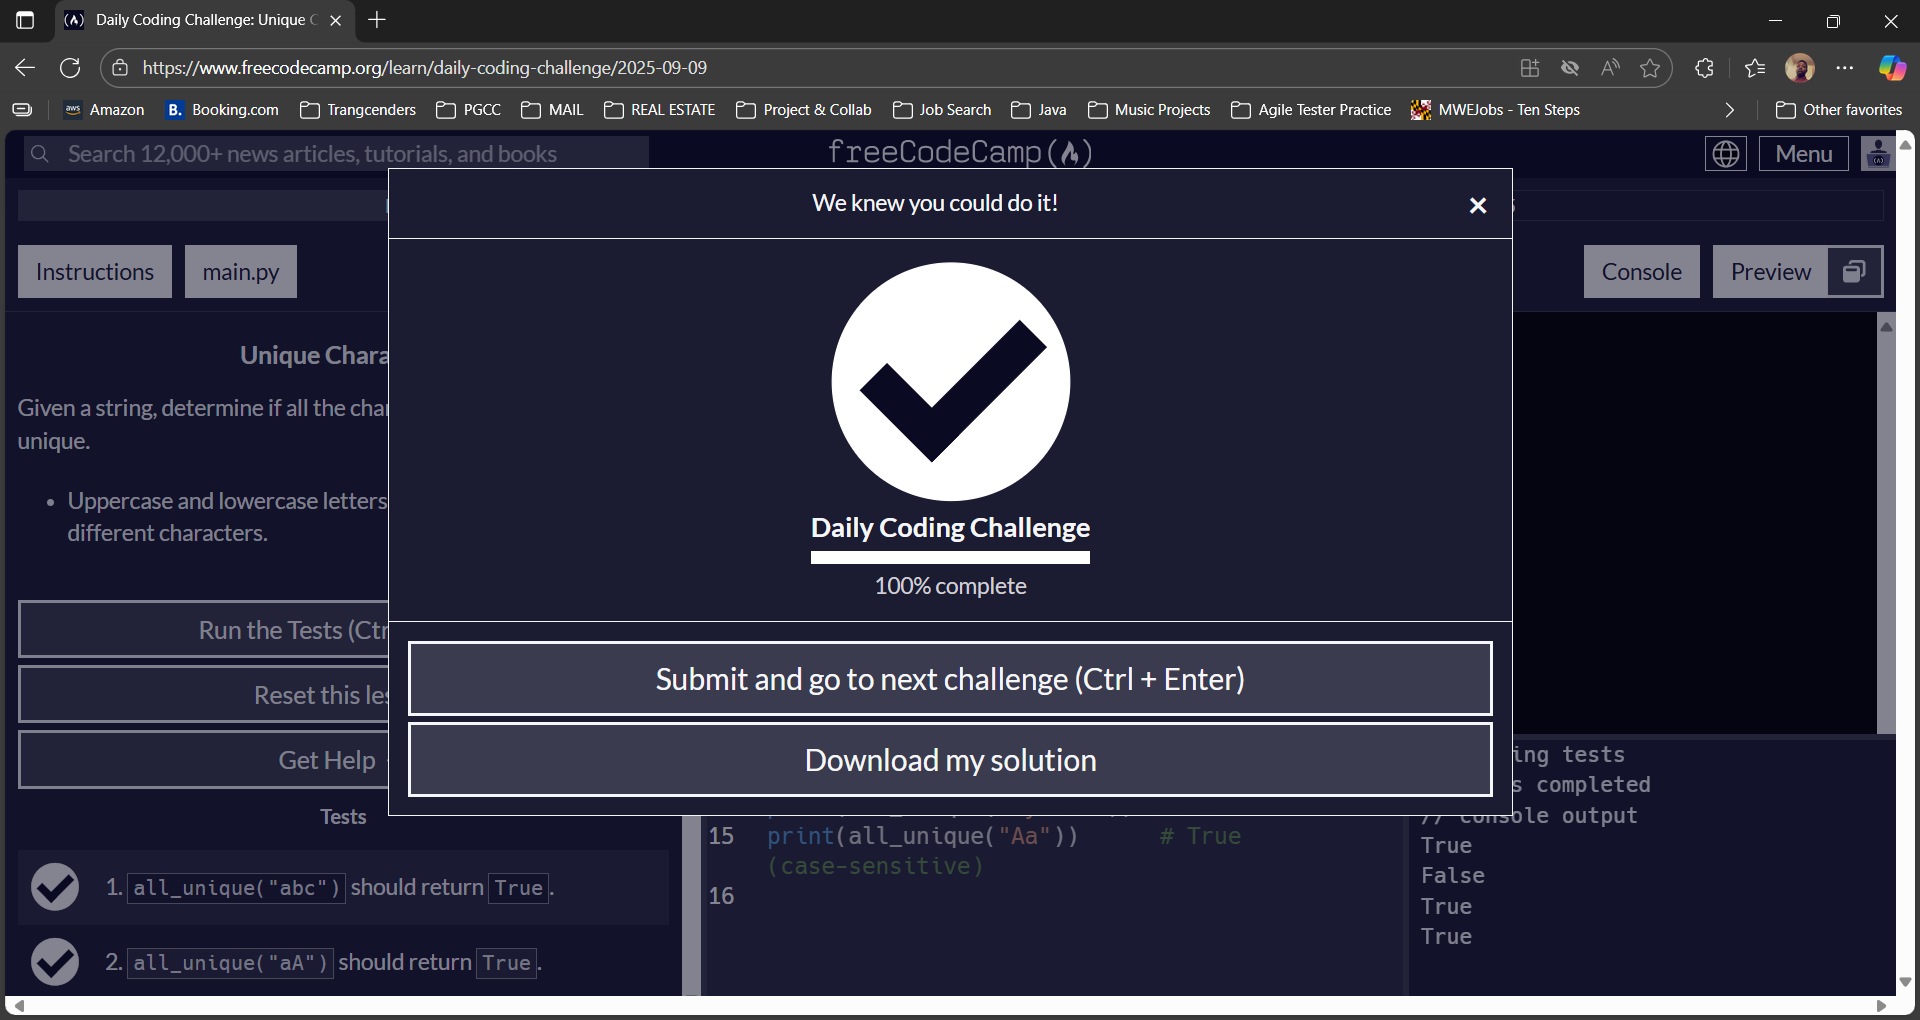 Daily Coding Challenge: Unique C
https://www.freecodecamp.org/learn/daily-coding-challenge/2025-09-09
aws Amazon B. Booking.com Trangcenders PGCC MAIL REAL ESTATE Project & Collab Job Search Java Music Projects Agile Tester Practice MWEJobs - Ten Steps Other favorites
Search 12,000+ news articles, tutorials, and books
freeCodeCamp
Menu
We knew you could do it!
Instructions main.py
Console Preview
Unique Chara
Given a string, determine if all the char
unique.
• Uppercase and lowercase letters
different characters.
Daily Coding Challenge
100% complete
Run the Tests (Ctr
Reset this les
Get Help
Submit and go to next challenge (Ctrl + Enter)
Download my solution
Tests
1. all_unique("abc") should return True.
2. all_unique("aA") should return True.
15 print(all_unique("Aa")) # True
(case-sensitive)
16
ing tests
s completed
// console output
True
False
True
True